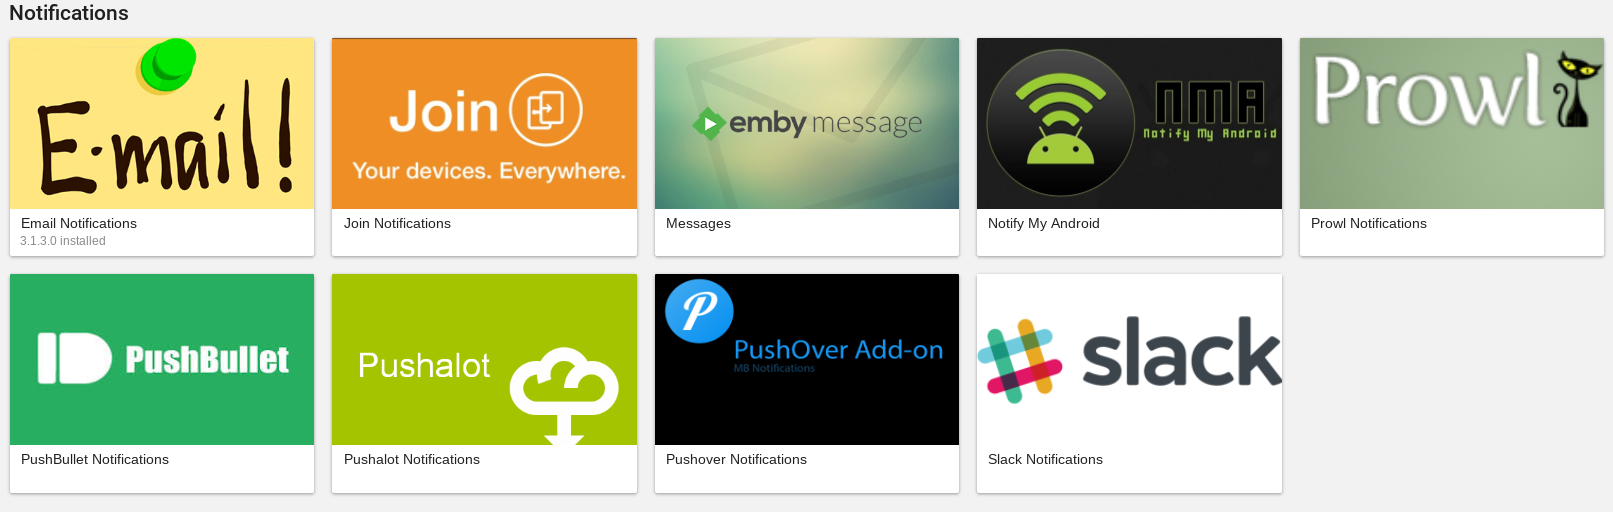 Notifications
E-mail!
Email Notifications
3.1.3.0 installed
Join
Your devices. Everywhere.
Join Notifications
emby message
Messages
NMA
Notify My Android
Notify My Android
Prowl
Prowl Notifications
PushBullet
PushBullet Notifications
Pushalot
Pushalot Notifications
P
PushOver Add-on
MB Notifications
Pushover Notifications
slack
Slack Notifications